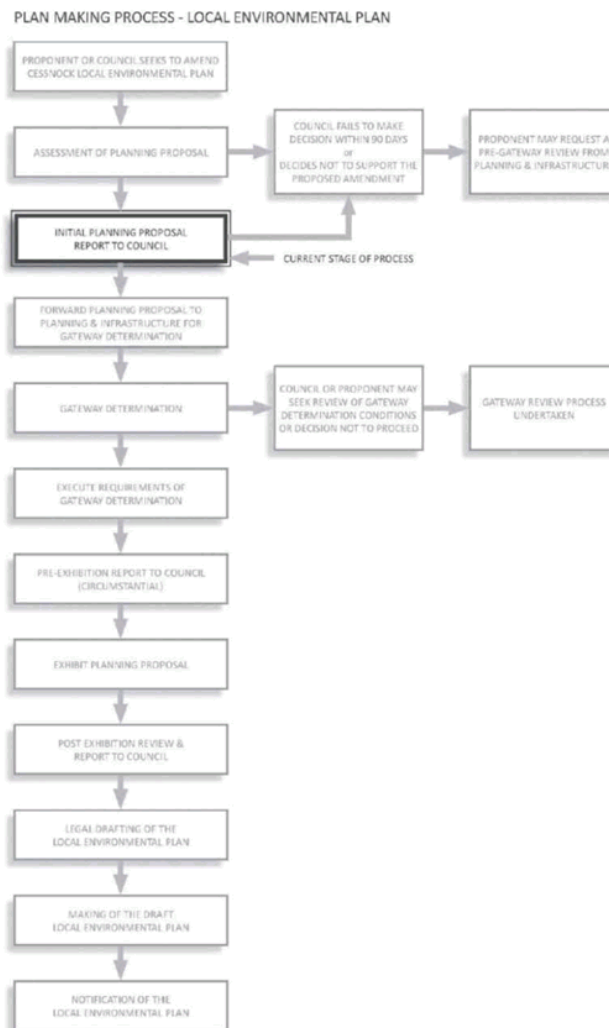 PLAN MAKING PROCESS - LOCAL ENVIRONMENTAL PLAN
PROPONENT OR COUNCIL SEEKS TO AMEND
CESSNOCK LOCAL ENVIRONMENTAL PLAN
ASSESSMENT OF PLANNING PROPOSAL
COUNCIL FAILS TO MAKE
DECISION WITHIN 90 DAYS
or
DECIDES NOT TO SUPPORT THE
PROPOSED AMENDMENT
PROPONENT MAY REQUEST A
PRE-GATEWAY REVIEW FROM
PLANNING & INFRASTRUCTURE
INITIAL PLANNING PROPOSAL
REPORT TO COUNCIL
CURRENT STAGE OF PROCESS
FORWARD PLANNING PROPOSAL TO
PLANNING & INFRASTRUCTURE FOR
GATEWAY DETERMINATION
GATEWAY DETERMINATION
COUNCIL OR PROPONENT MAY
SEEK REVIEW OF GATEWAY
DETERMINATION CONDITIONS
OR DECISION NOT TO PROCEED
GATEWAY REVIEW PROCESS
UNDERTAKEN
EXECUTE REQUIREMENTS OF
GATEWAY DETERMINATION
PRE-EXHIBITION REPORT TO COUNCIL
(CIRCUMSTANTIAL)
EXHIBIT PLANNING PROPOSAL
POST EXHIBITION REVIEW &
REPORT TO COUNCIL
LEGAL DRAFTING OF THE
LOCAL ENVIRONMENTAL PLAN
MAKING OF THE DRAFT
LOCAL ENVIRONMENTAL PLAN
NOTIFICATION OF THE
LOCAL ENVIRONMENTAL PLAN